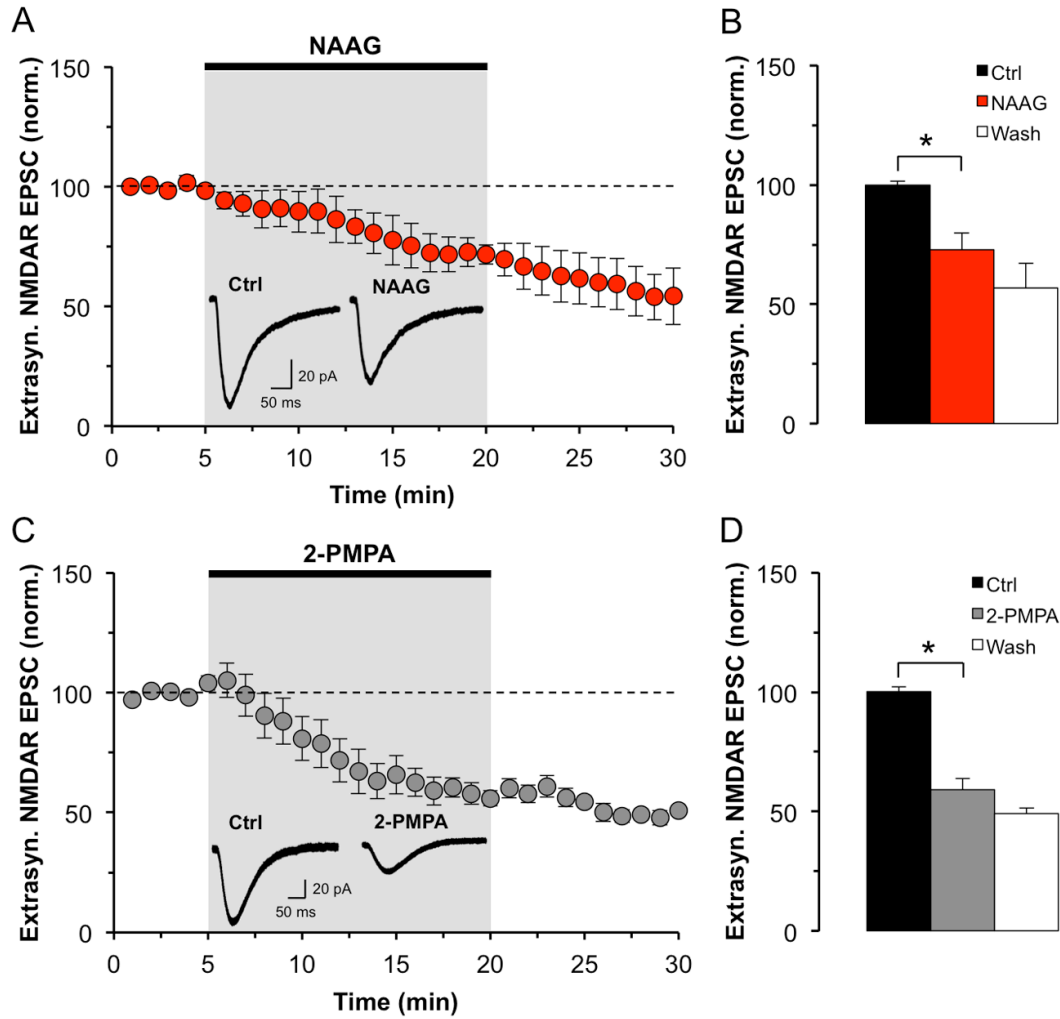 A
NAAG
Extrasyn. NMDAR EPSC (norm.)
150
100
50
0
Ctrl
NAAG
20 pA
50 ms
0
5
10
15
20
25
30
Time (min)
B
Extrasyn. NMDAR EPSC (norm.)
150
100
50
0
Ctrl
NAAG
Wash
*
C
2-PMPA
Extrasyn. NMDAR EPSC (norm.)
150
100
50
0
Ctrl
2-PMPA
20 pA
50 ms
0
5
10
15
20
25
30
Time (min)
D
Extrasyn. NMDAR EPSC (norm.)
150
100
50
0
Ctrl
2-PMPA
Wash
*